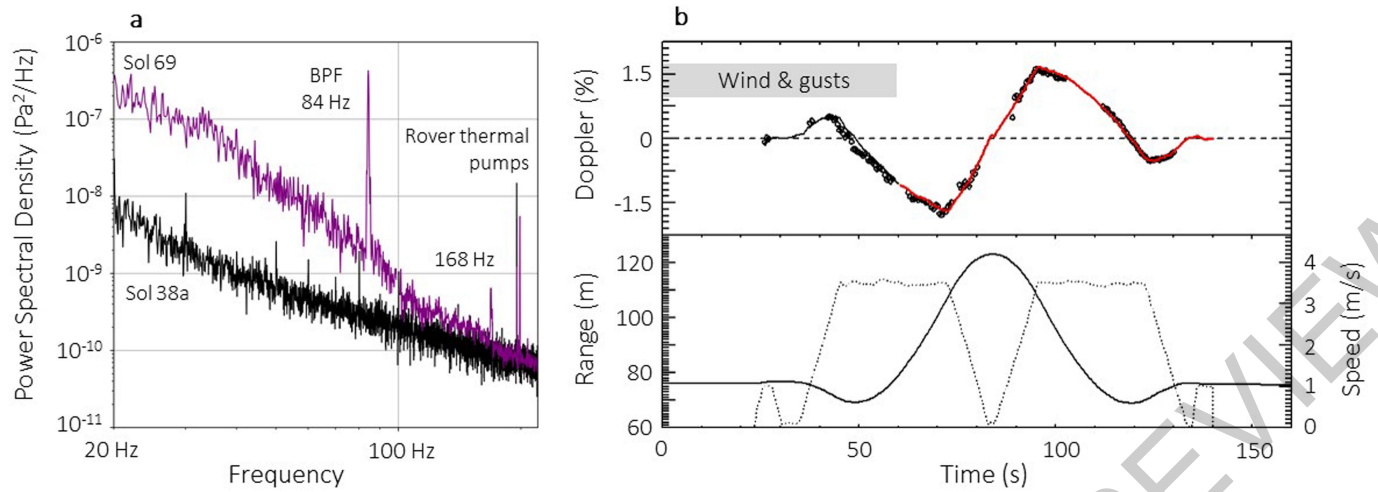 a
Power Spectral Density (Pa²/Hz)
10⁻⁶
10⁻⁷
10⁻⁸
10⁻⁹
10⁻¹⁰
10⁻¹¹
Sol 69
BPF
84 Hz
Rover thermal
pumps
168 Hz
Sol 38a
20 Hz
100 Hz
Frequency
b
Doppler (%)
1.5
0
-1.5
Wind & gusts
Range (m)
120
100
80
60
4
3
2
1
0
Speed (m/s)
0
50
100
150
Time (s)
EVIEW